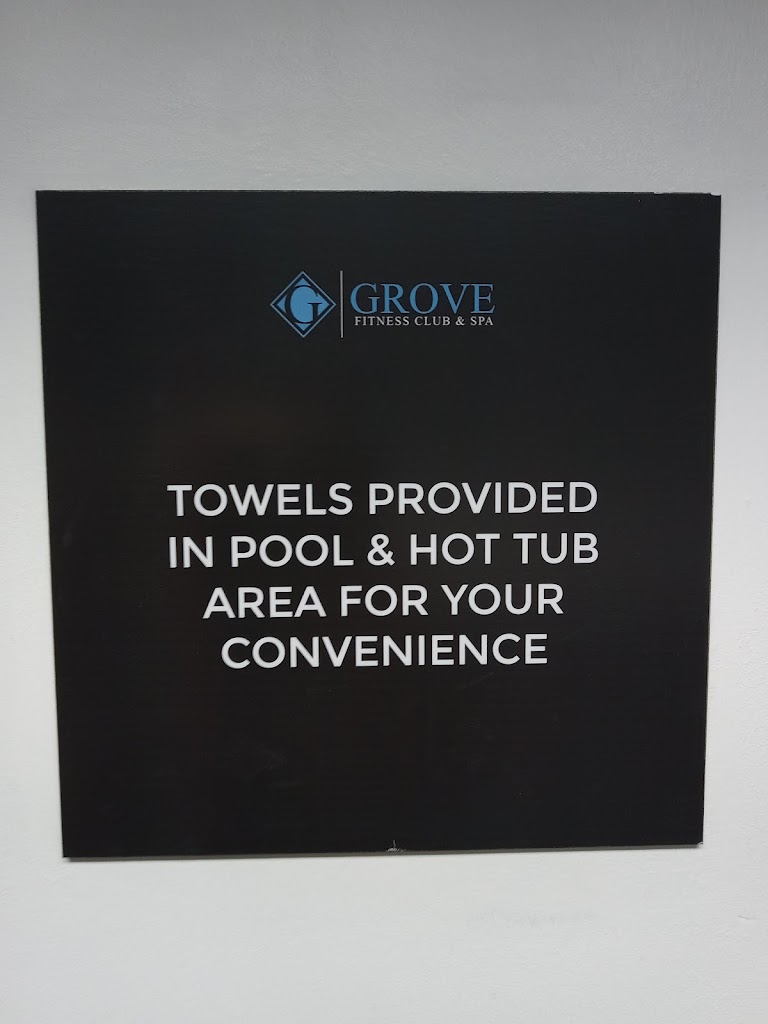 G
GROVE
FITNESS CLUB & SPA
TOWELS PROVIDED
IN POOL & HOT TUB
AREA FOR YOUR
CONVENIENCE